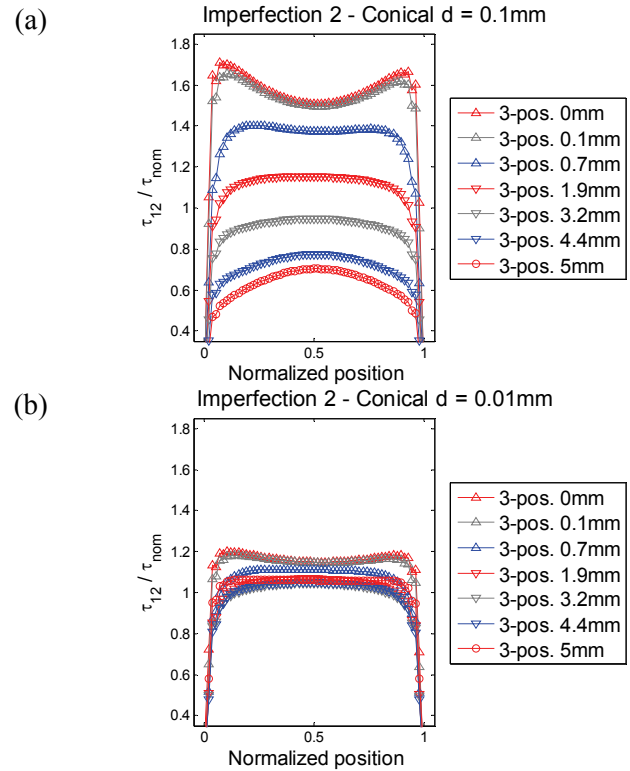 (a)
Imperfection 2 - Conical d = 0.1mm
τ12 / τnom
1.8
1.6
1.4
1.2
1
0.8
0.6
0.4
0
0.5
1
Normalized position
3-pos. 0mm
3-pos. 0.1mm
3-pos. 0.7mm
3-pos. 1.9mm
3-pos. 3.2mm
3-pos. 4.4mm
3-pos. 5mm
(b)
Imperfection 2 - Conical d = 0.01mm
τ12 / τnom
1.8
1.6
1.4
1.2
1
0.8
0.6
0.4
0
0.5
1
Normalized position
3-pos. 0mm
3-pos. 0.1mm
3-pos. 0.7mm
3-pos. 1.9mm
3-pos. 3.2mm
3-pos. 4.4mm
3-pos. 5mm